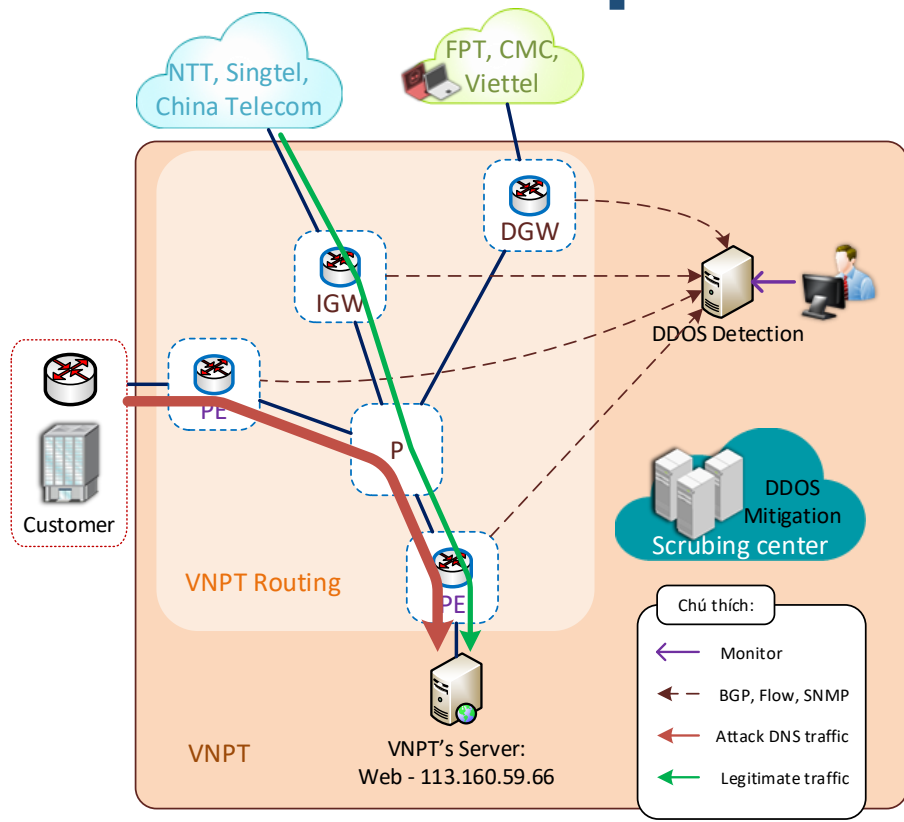 NTT, Singtel,
China Telecom
FPT, CMC,
Viettel
DGW
IGW
DDOS Detection
PE
P
Customer
DDOS
Mitigation
Scrubing center
VNPT Routing
PE
VNPT
VNPT's Server:
Web - 113.160.59.66
Chú thích:
Monitor
BGP, Flow, SNMP
Attack DNS traffic
Legitimate traffic